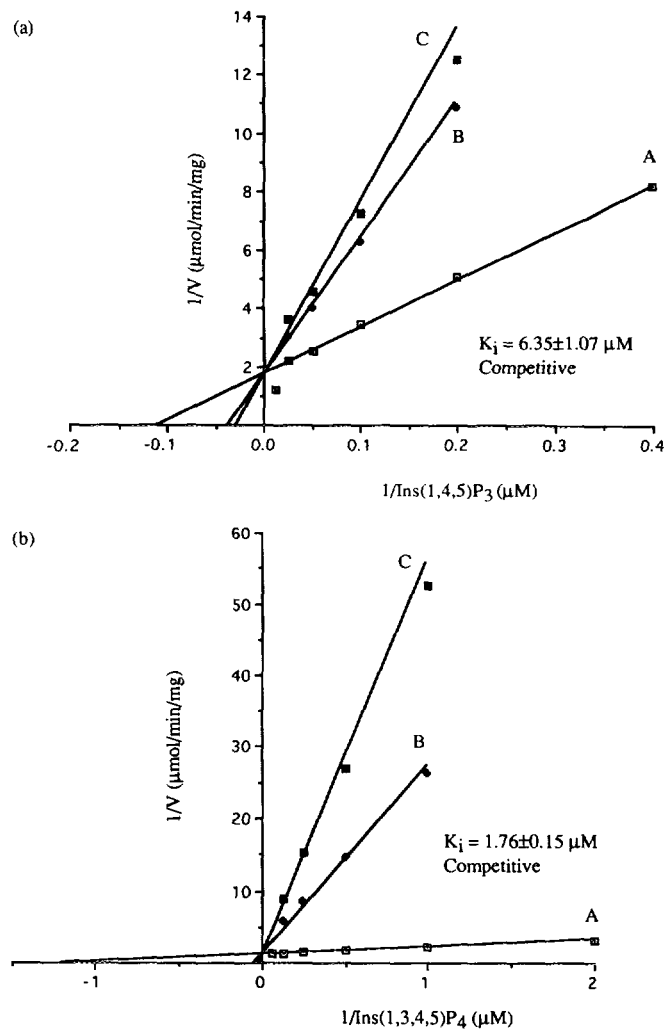 (a)
14
12
10
8
6
4
2
-0.2
-0.1
0.0
0.1
0.2
0.3
0.4
C
B
A
1/V (μmol/min/mg)
Ki = 6.35±1.07 μM
Competitive
1/Ins(1,4,5)P3 (μM)
(b)
60
50
40
30
20
10
-1
0
1
2
C
B
A
1/V (μmol/min/mg)
Ki = 1.76±0.15 μM
Competitive
1/Ins(1,3,4,5)P4 (μM)